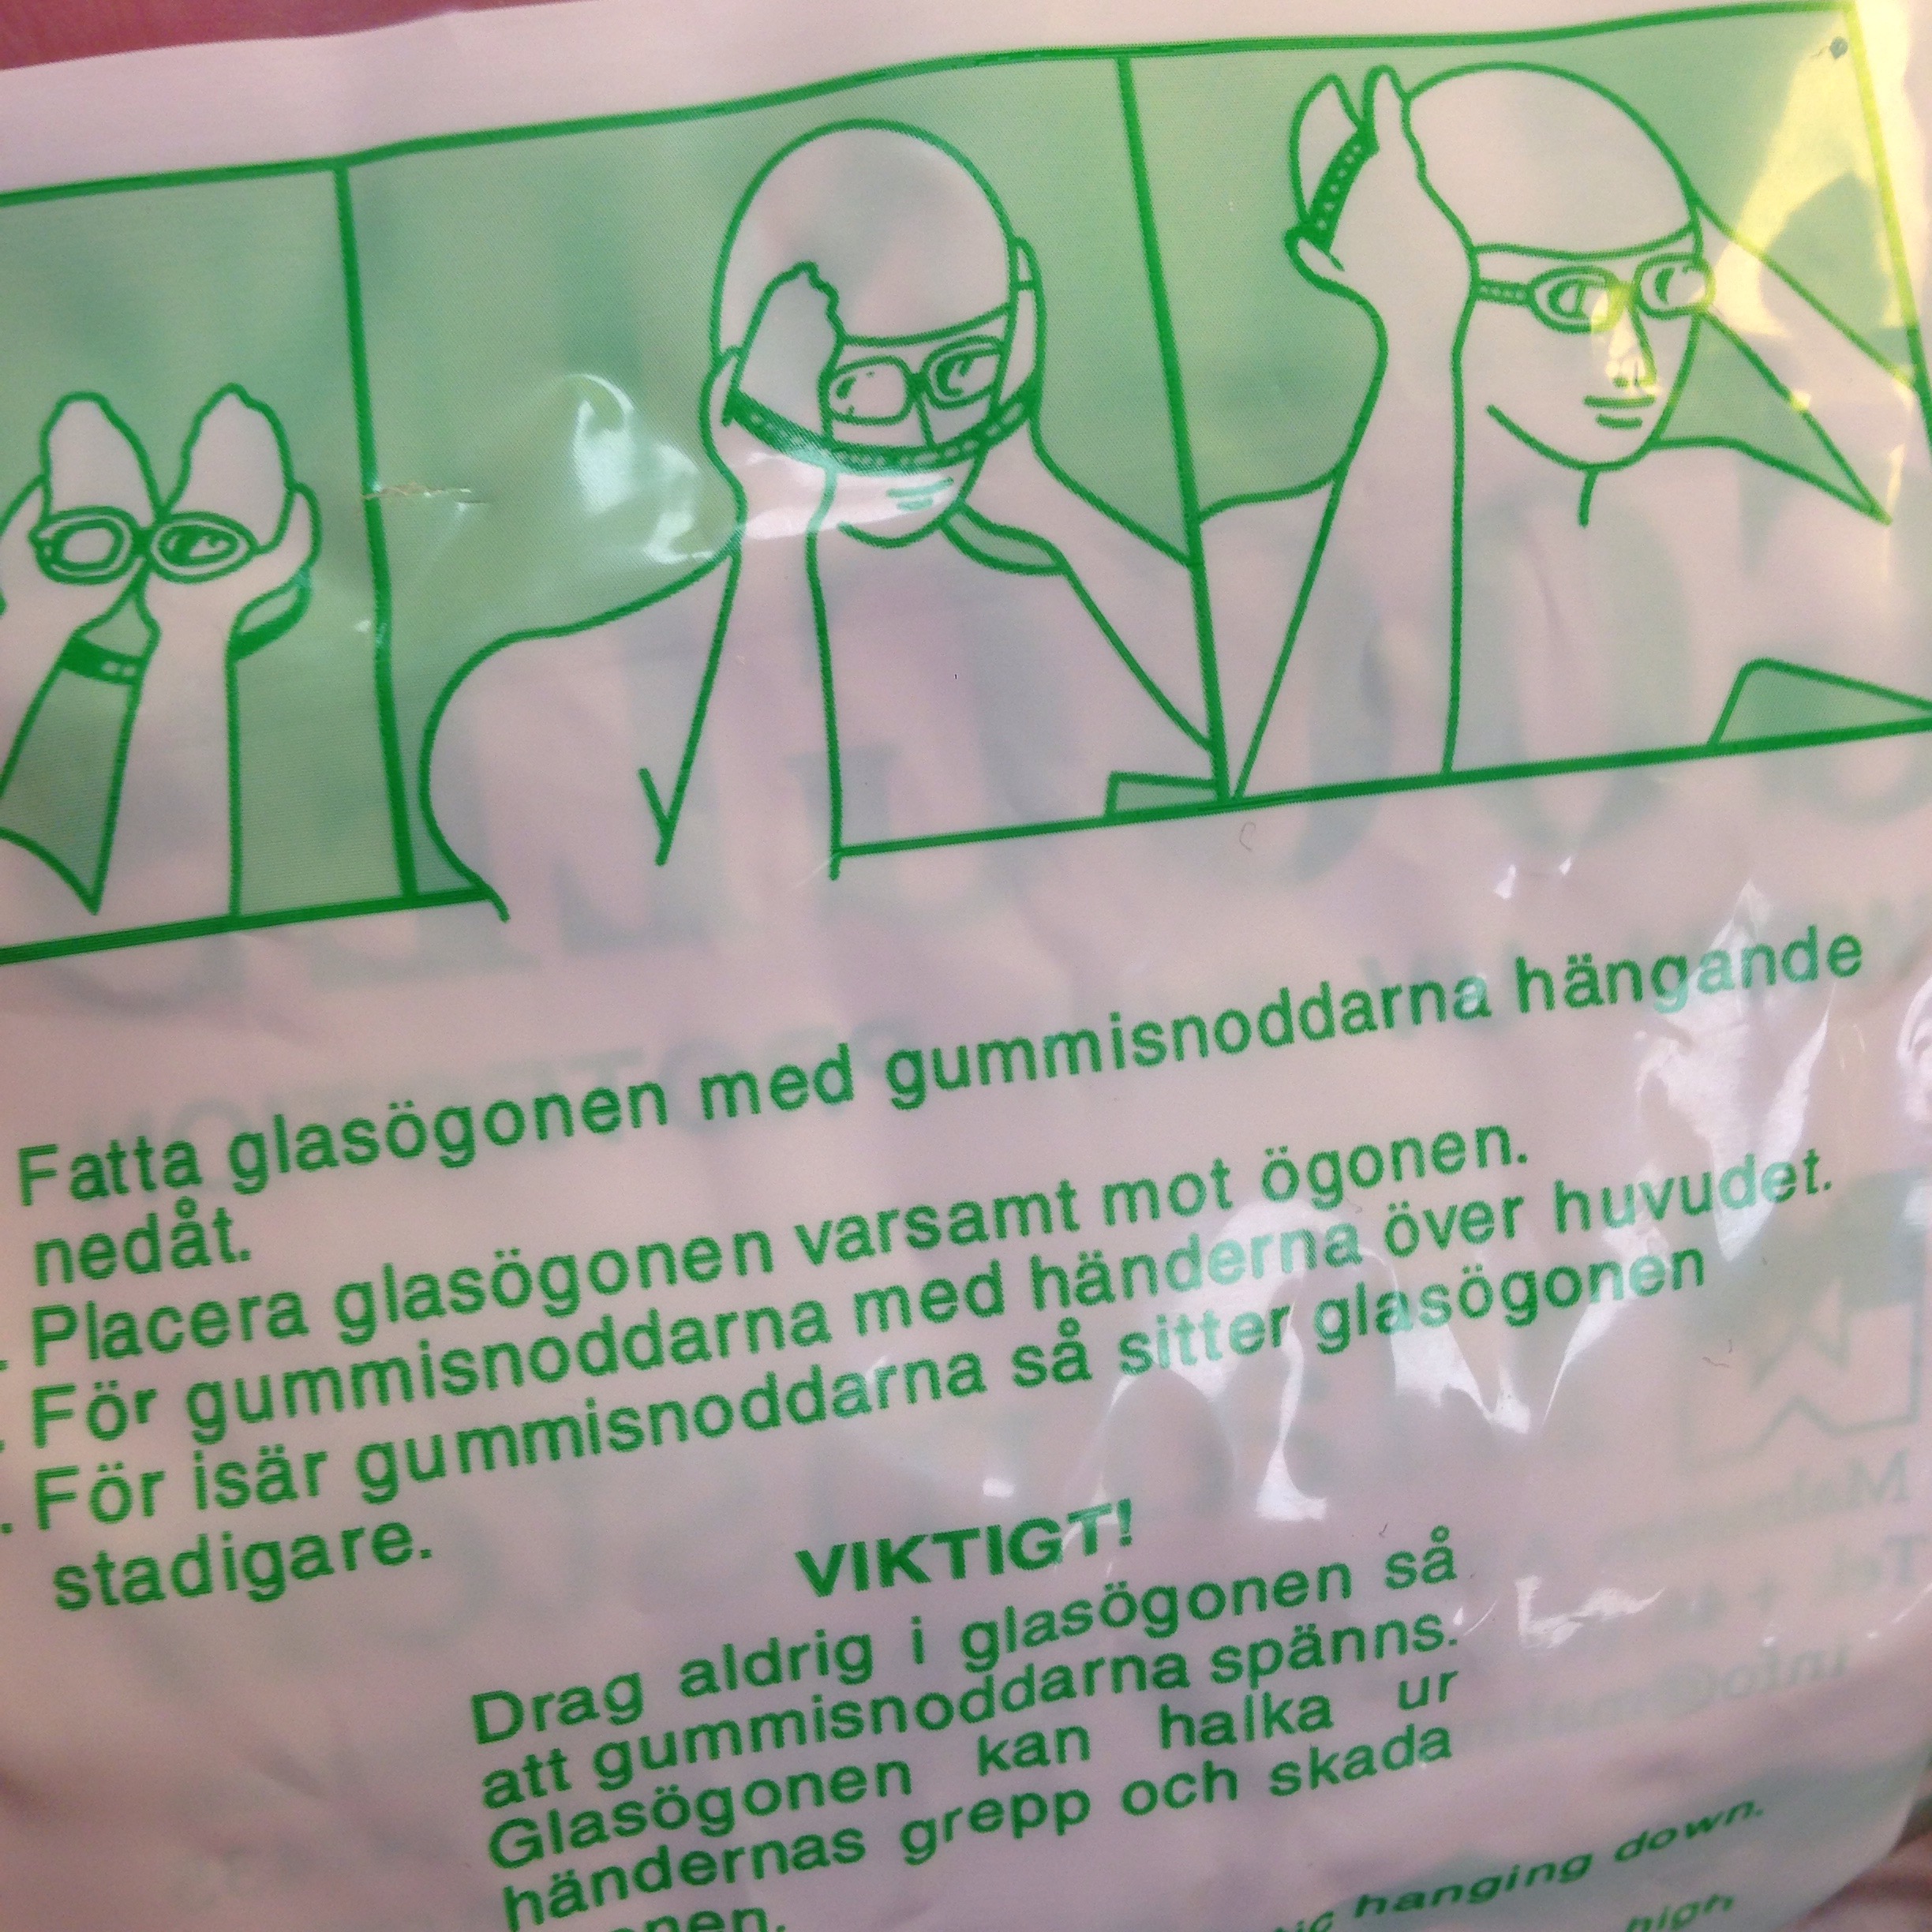 Fatta glasögonen med gummisnoddarna hängande
nedåt.
. Placera glasögonen varsamt mot ögonen.
. För gummisnoddarna med händerna över huvudet.
. För isär gummisnoddarna så sitter glasögonen
stadigare.
VIKTIGT!
Drag aldrig i glasögonen så
att gummisnoddarna spänns.
Glasögonen kan halka ur
händernas grepp och skada
hanging down.
high